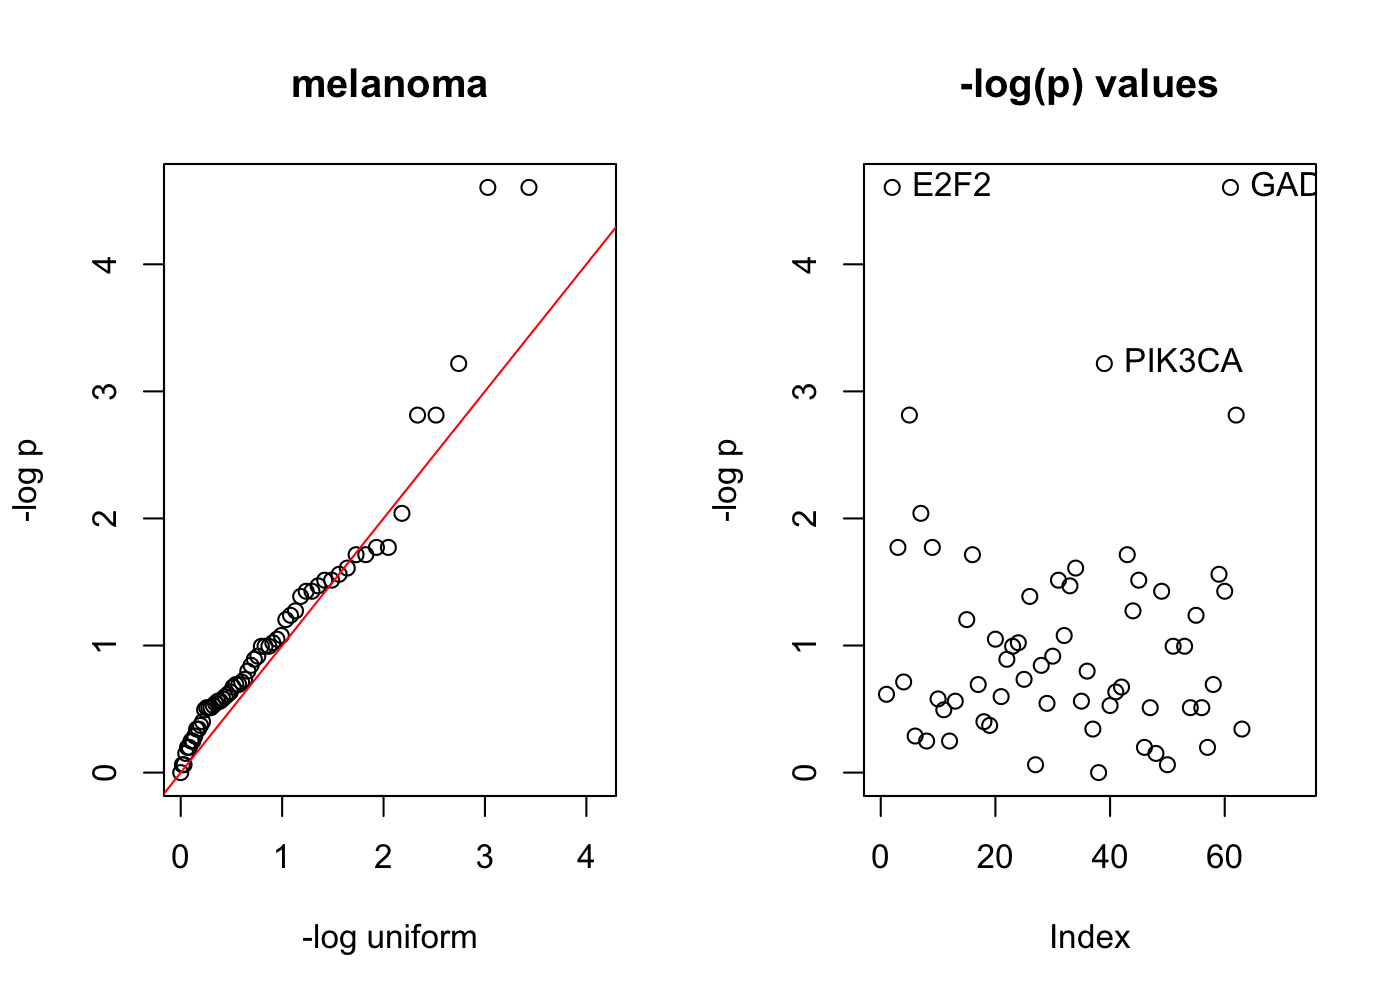 melanoma
-log p
4
3
2
1
0
0 1 2 3 4
-log uniform
-log(p) values
-log p
4
3
2
1
0
E2F2
GAD
PIK3CA
0 20 40 60
Index